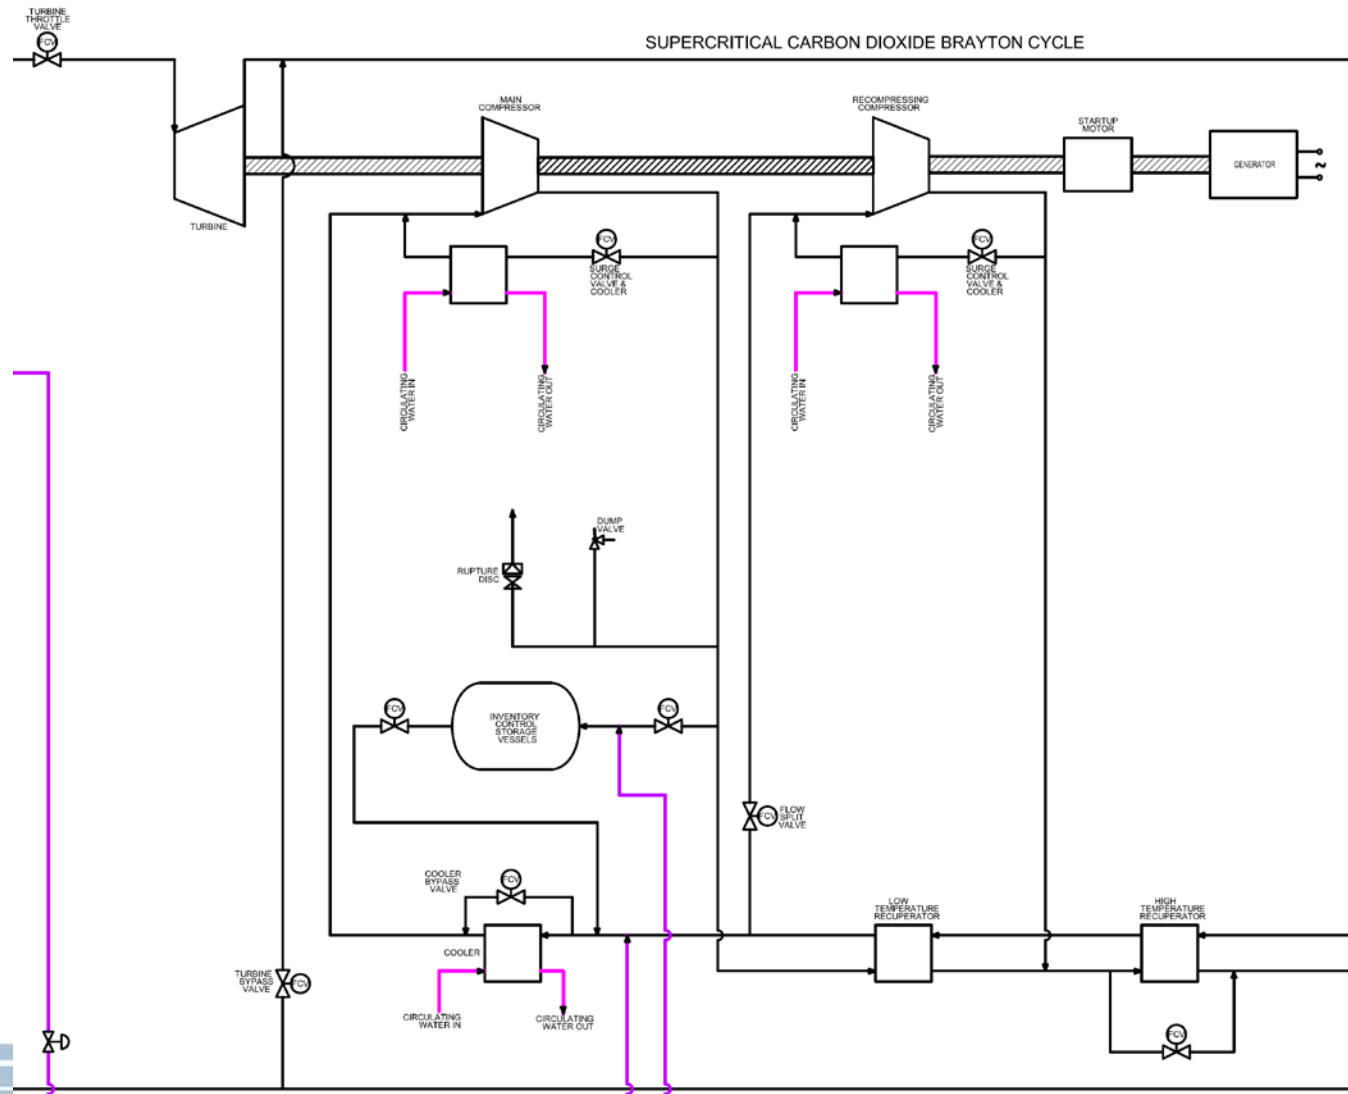 TURBINE
THROTTLE
VALVE
FCV
SUPERCRITICAL CARBON DIOXIDE BRAYTON CYCLE
MAIN
COMPRESSOR
RECOMPRESSING
COMPRESSOR
STARTUP
MOTOR
GENERATOR
~
TURBINE
FCV
SURGE
CONTROL
VALVE &
COOLER
FCV
SURGE
CONTROL
VALVE &
COOLER
CIRCULATING
WATER IN
CIRCULATING
WATER OUT
CIRCULATING
WATER IN
CIRCULATING
WATER OUT
DUMP
VALVE
RUPTURE
DISC
FCV
INVENTORY
CONTROL
STORAGE
VESSELS
FCV
FCV
FLOW
SPLIT
VALVE
COOLER
BYPASS
VALVE
FCV
LOW
TEMPERATURE
RECUPERATOR
HIGH
TEMPERATURE
RECUPERATOR
COOLER
TURBINE
BYPASS
VALVE
FCV
CIRCULATING
WATER IN
CIRCULATING
WATER OUT
FCV